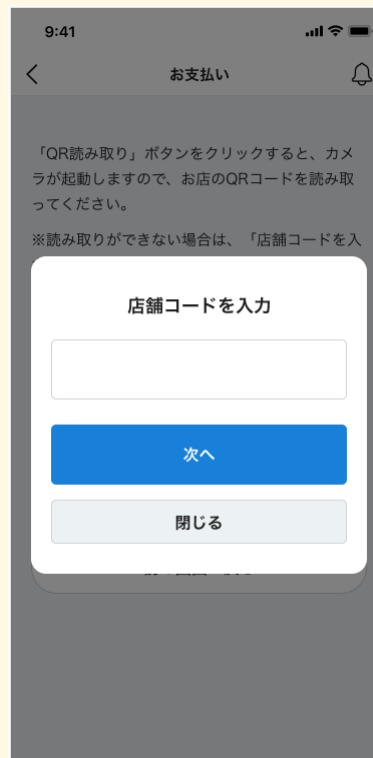 9:41
お支払い
「QR読み取り」ボタンをクリックすると、カメ
ラが起動しますので、お店のQRコードを読み取
ってください。
※読み取りができない場合は、「店舗コードを入
店舗コードを入力
次へ
閉じる